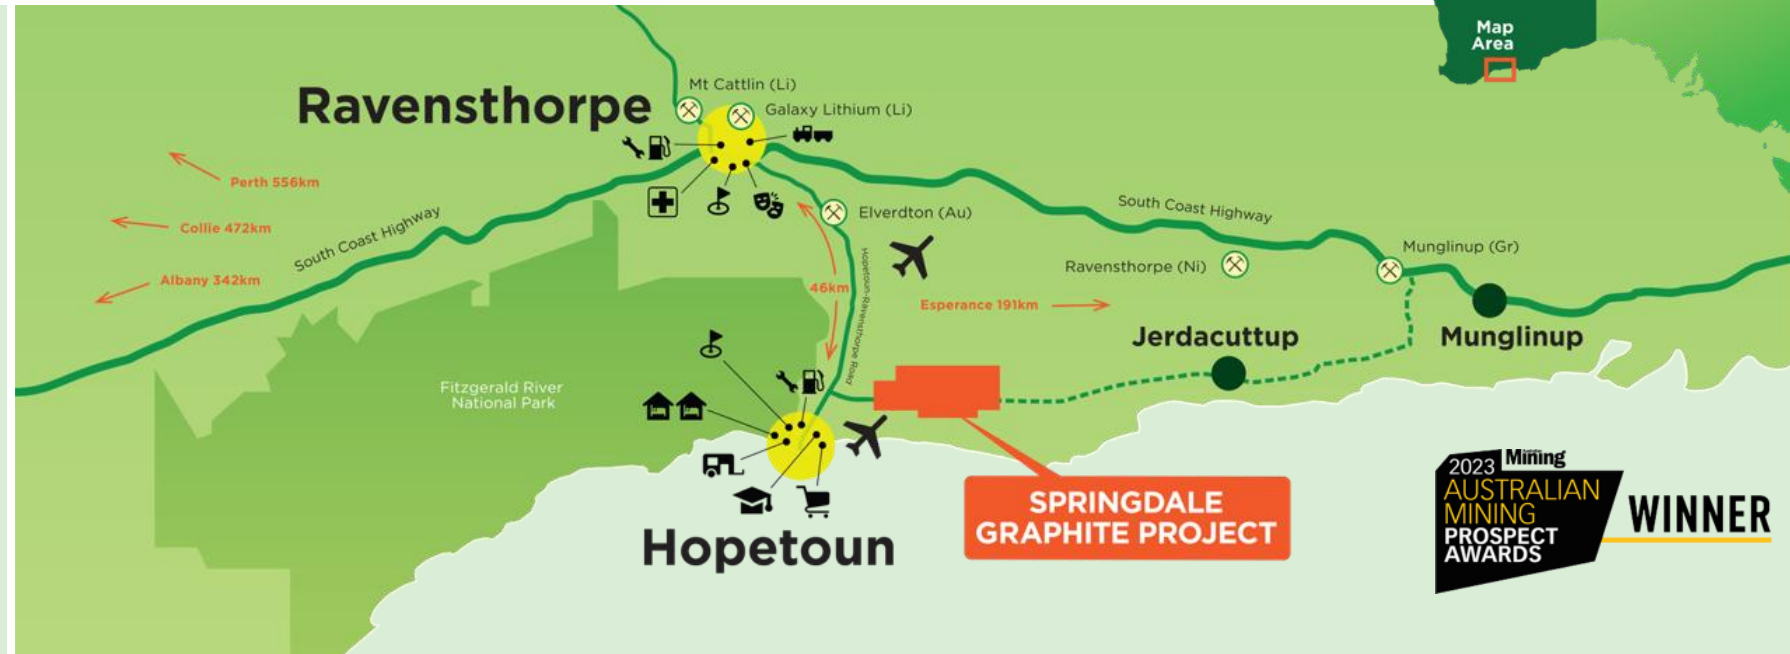 Map
Area
Mt Cattlin (Li)
Ravensthorpe
Galaxy Lithium (Li)
Perth 556km
Collie 472km
Albany 342km
South Coast Highway
Elverdton (Au)
South Coast Highway
Munglinup (Gr)
Ravensthorpe (Ni)
Hopetoun-Ravensthorpe Road
46km
Esperance 191km
Jerdacuttup
Munglinup
Fitzgerald River
National Park
SPRINGDALE
GRAPHITE PROJECT
Hopetoun
2023 Mining
AUSTRALIAN
MINING
PROSPECT
AWARDS
WINNER